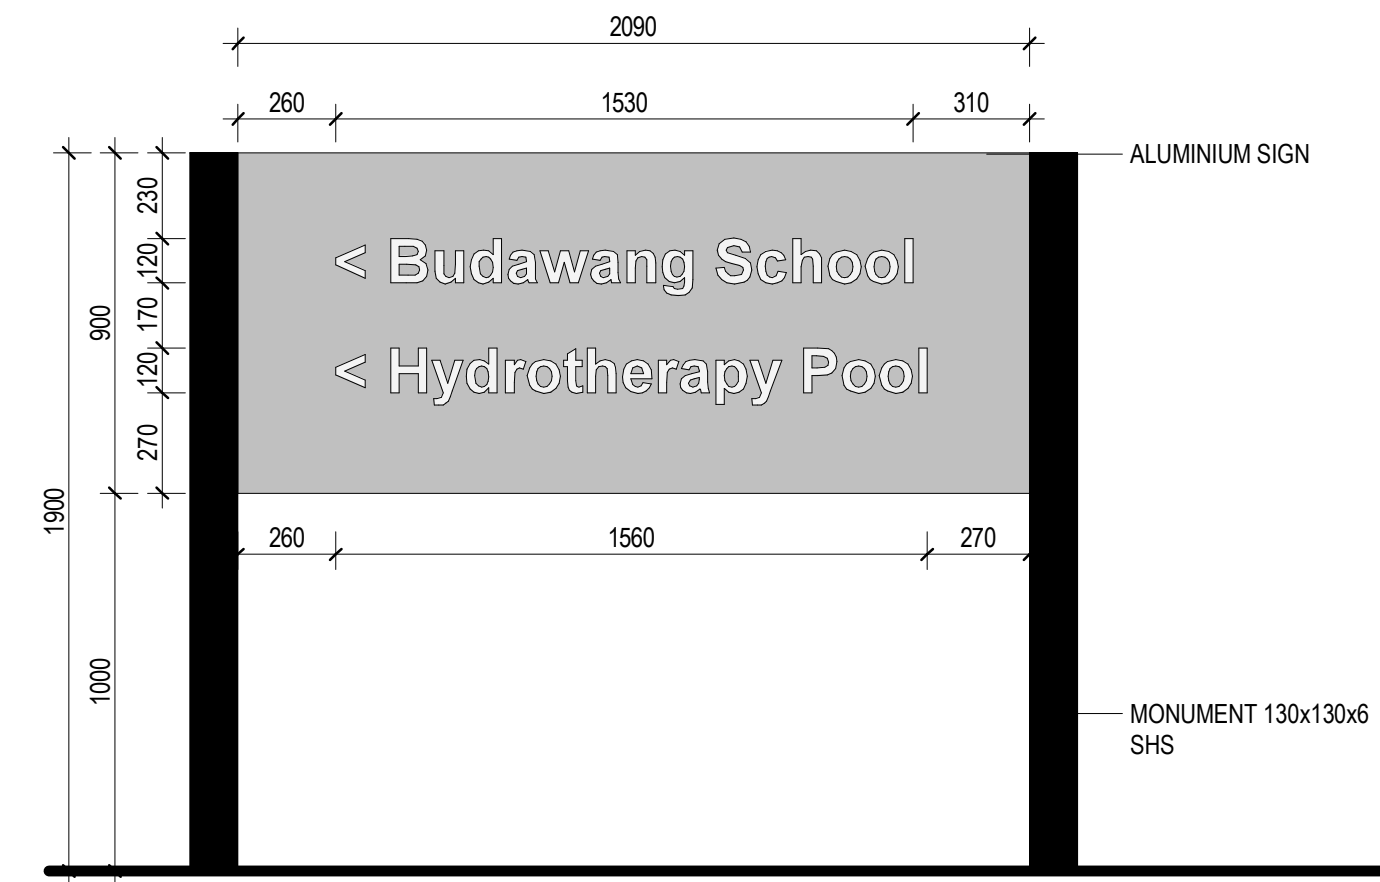 2090
260 1530 310
ALUMINIUM SIGN
230
120
170
120
270
900
1900
1000
< Budawang School
< Hydrotherapy Pool
260 1560 270
MONUMENT 130x130x6
SHS